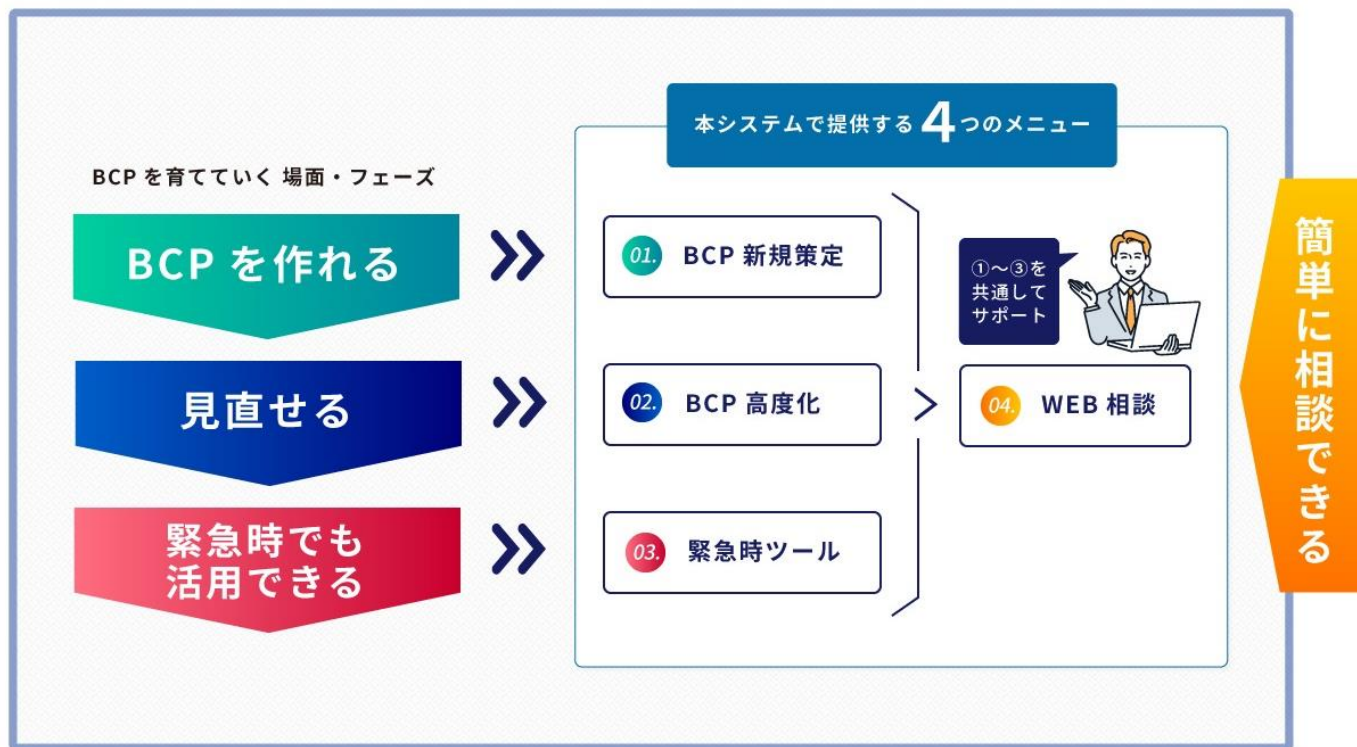 本システムで提供する4つのメニュー
BCP を育てていく 場面・フェーズ
BCP を作れる
01. BCP 新規策定
①〜③を
共通して
サポート
見直せる
02. BCP 高度化
04. WEB 相談
緊急時でも
活用できる
03. 緊急時ツール
簡単に相談できる